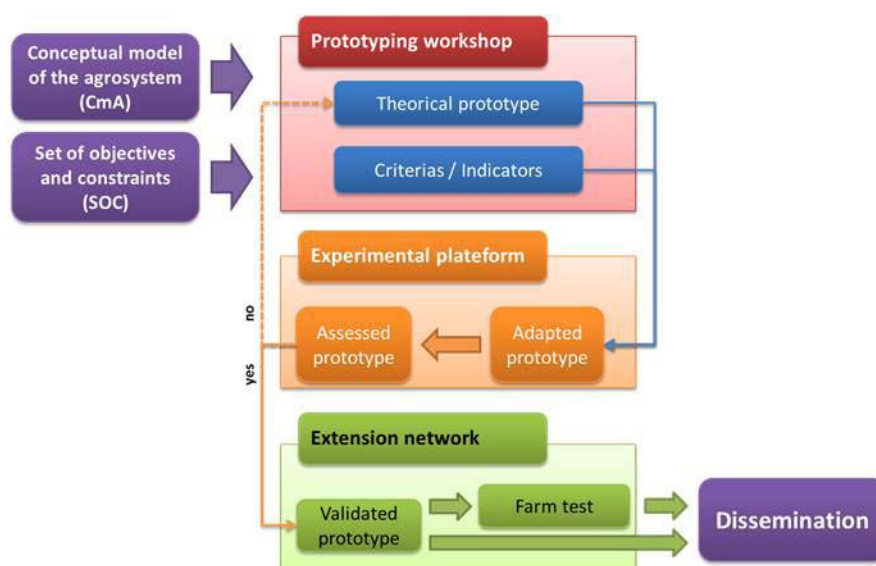 Conceptual model
of the agrosystem
(CmA)
Set of objectives
and constraints
(SOC)
Prototyping workshop
Theorical prototype
Criterias / Indicators
Experimental plateform
Assessed
prototype
Adapted
prototype
no
yes
Extension network
Validated
prototype
Farm test
Dissemination